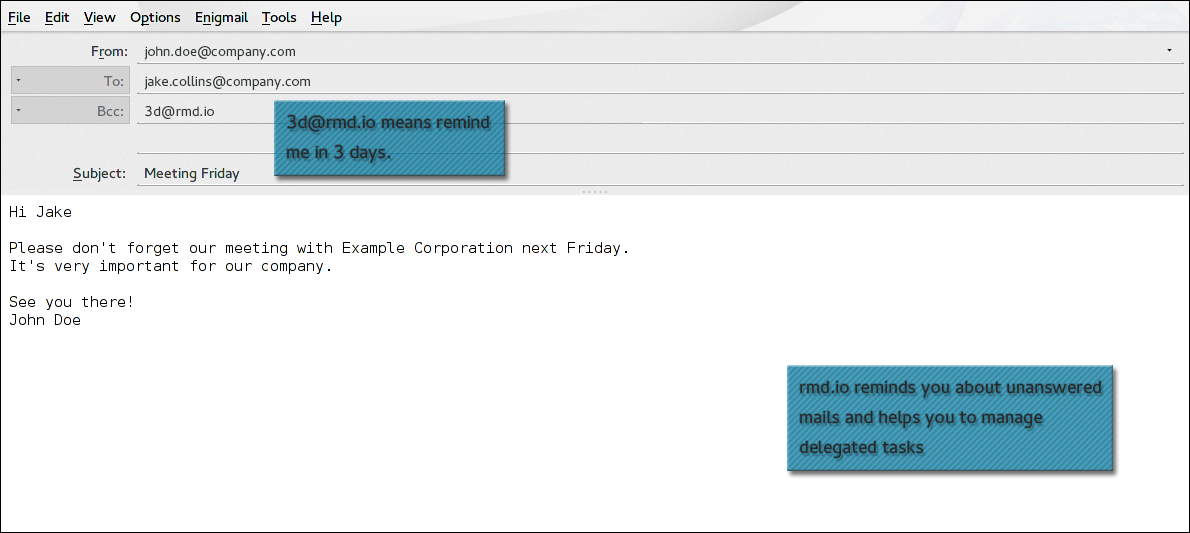 File Edit View Options Enigmail Tools Help
From: john.doe@company.com
To: jake.collins@company.com
Bcc: 3d@rmd.io
3d@rmd.io means remind
me in 3 days.
Subject: Meeting Friday
Hi Jake
Please don't forget our meeting with Example Corporation next Friday.
It's very important for our company.
See you there!
John Doe
rmd.io reminds you about unanswered
mails and helps you to manage
delegated tasks